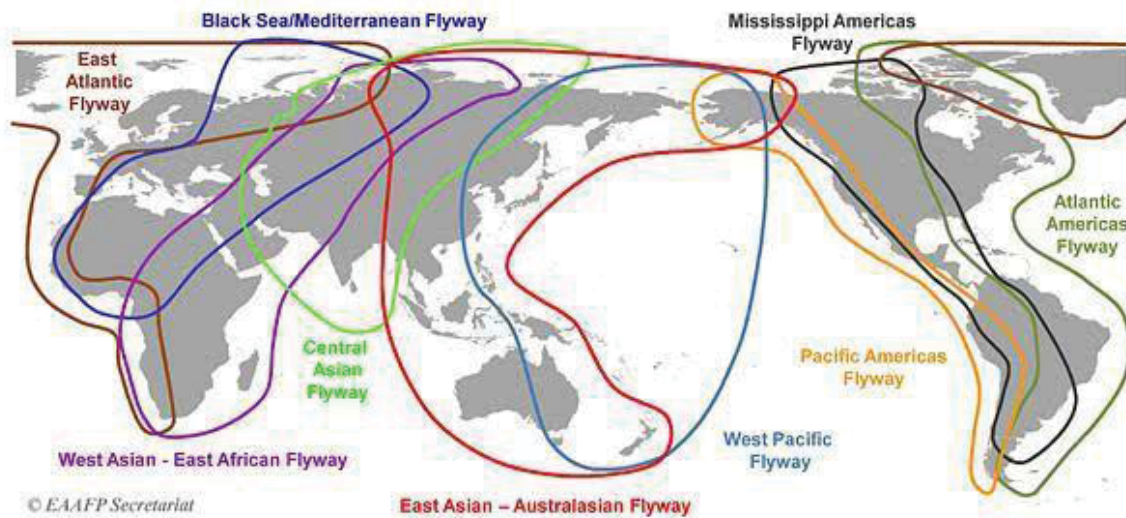 Black Sea/Mediterranean Flyway
Mississippi Americas
Flyway
East
Atlantic
Flyway
Atlantic
Americas
Flyway
Central
Asian
Flyway
Pacific Americas
Flyway
West Asian - East African Flyway
West Pacific
Flyway
© EAAFP Secretariat
East Asian – Australasian Flyway